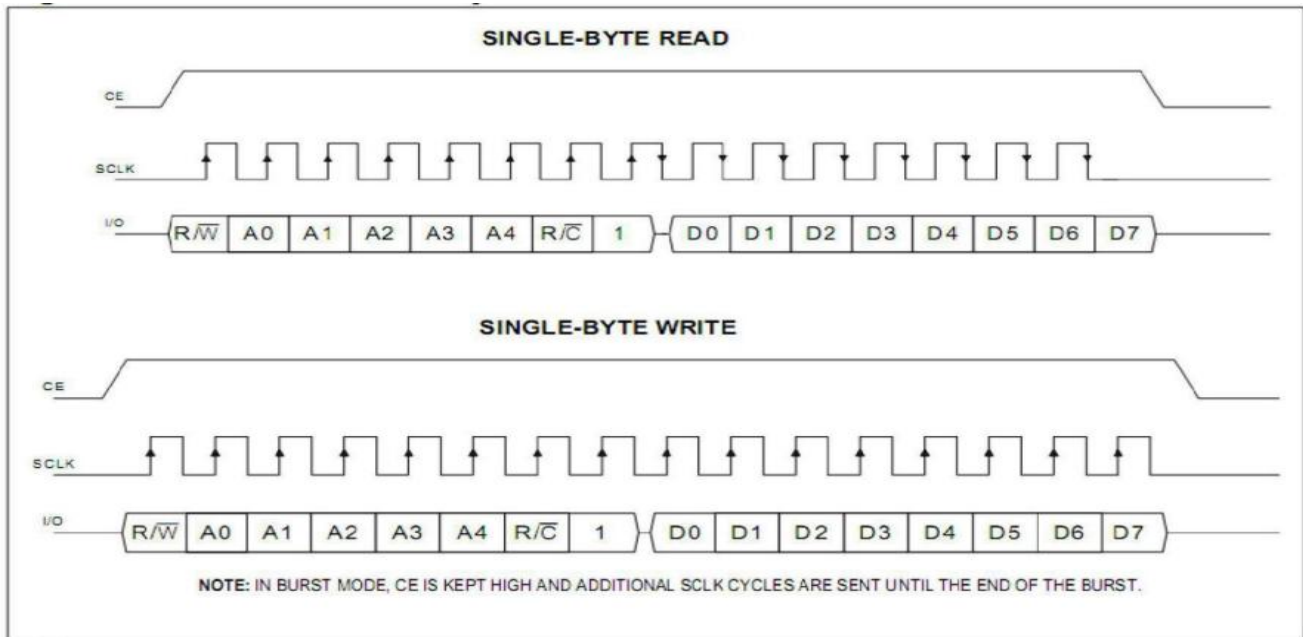 SINGLE-BYTE READ
CE
SCLK
I/O R/W̅ A0 A1 A2 A3 A4 R/C̅ 1 D0 D1 D2 D3 D4 D5 D6 D7
SINGLE-BYTE WRITE
CE
SCLK
I/O R/W̅ A0 A1 A2 A3 A4 R/C̅ 1 D0 D1 D2 D3 D4 D5 D6 D7
NOTE: IN BURST MODE, CE IS KEPT HIGH AND ADDITIONAL SCLK CYCLES ARE SENT UNTIL THE END OF THE BURST.